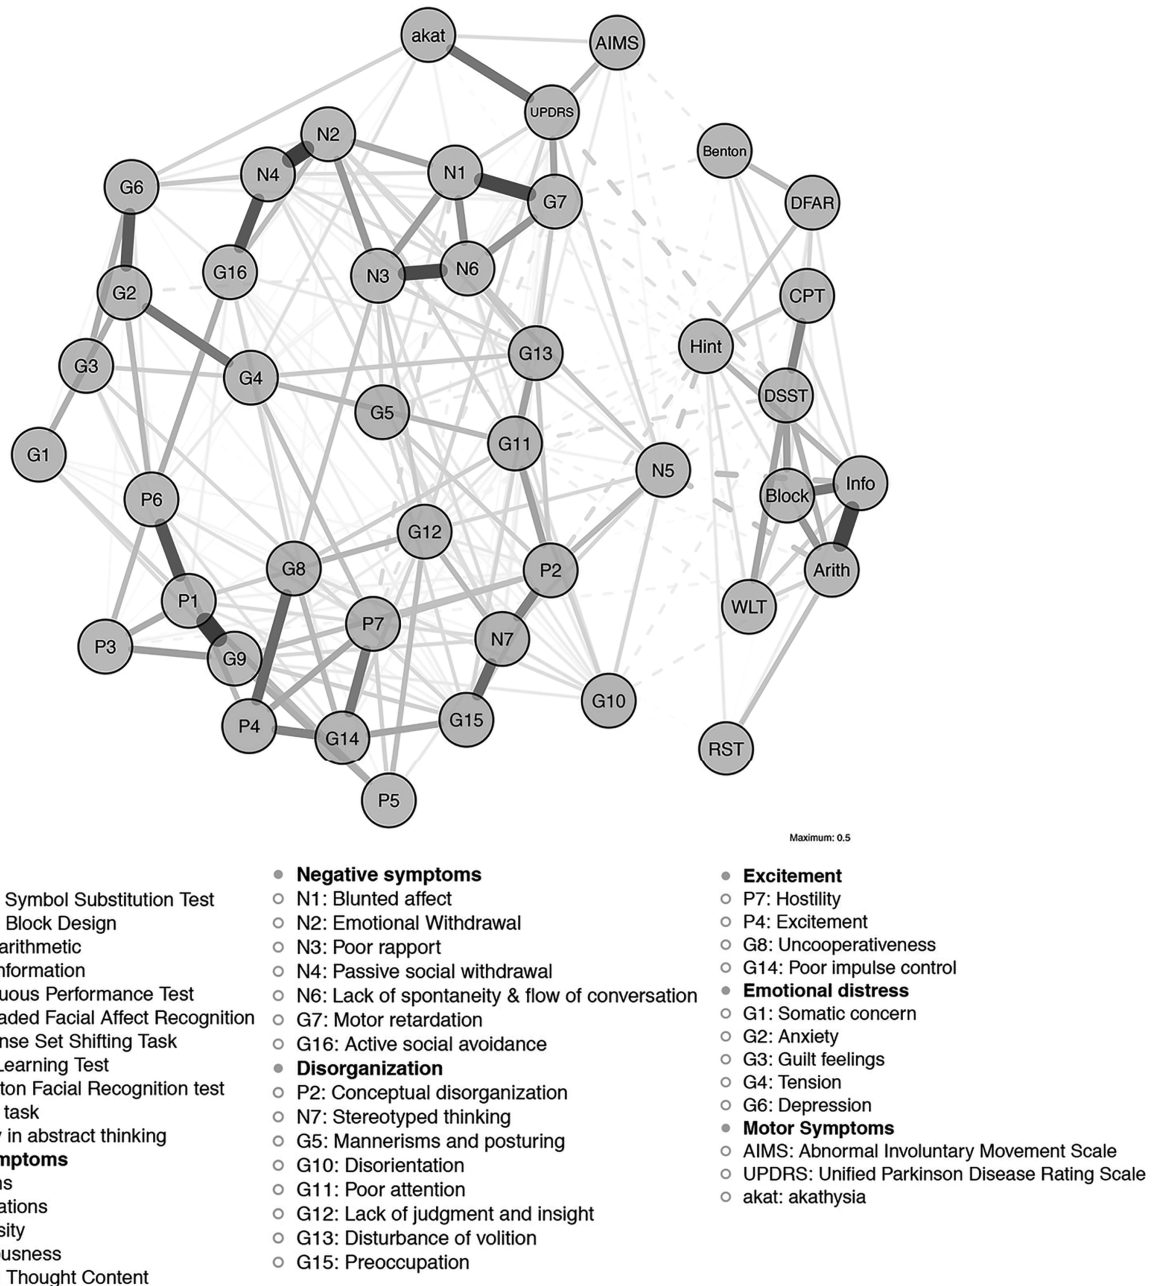 akat
AIMS
UPDRS
N2
Benton
N4
N1
G6
G7
DFAR
G16
N3
N6
G2
CPT
Hint
G13
G3
G4
DSST
G5
G11
G1
N5
Info
P6
Block
G12
G8
P2
Arith
P1
WLT
P7
N7
P3
G9
G10
P4
G15
G14
RST
P5
Maximum: 0.5
Symbol Substitution Test
Block Design
arithmetic
nformation
uous Performance Test
aded Facial Affect Recognition
nse Set Shifting Task
Learning Test
ton Facial Recognition test
task
y in abstract thinking
mptoms
ns
ations
sity
ousness
Thought Content
Negative symptoms
N1: Blunted affect
N2: Emotional Withdrawal
N3: Poor rapport
N4: Passive social withdrawal
N6: Lack of spontaneity & flow of conversation
G7: Motor retardation
G16: Active social avoidance
Disorganization
P2: Conceptual disorganization
N7: Stereotyped thinking
G5: Mannerisms and posturing
G10: Disorientation
G11: Poor attention
G12: Lack of judgment and insight
G13: Disturbance of volition
G15: Preoccupation
Excitement
P7: Hostility
P4: Excitement
G8: Uncooperativeness
G14: Poor impulse control
Emotional distress
G1: Somatic concern
G2: Anxiety
G3: Guilt feelings
G4: Tension
G6: Depression
Motor Symptoms
AIMS: Abnormal Involuntary Movement Scale
UPDRS: Unified Parkinson Disease Rating Scale
akat: akathysia